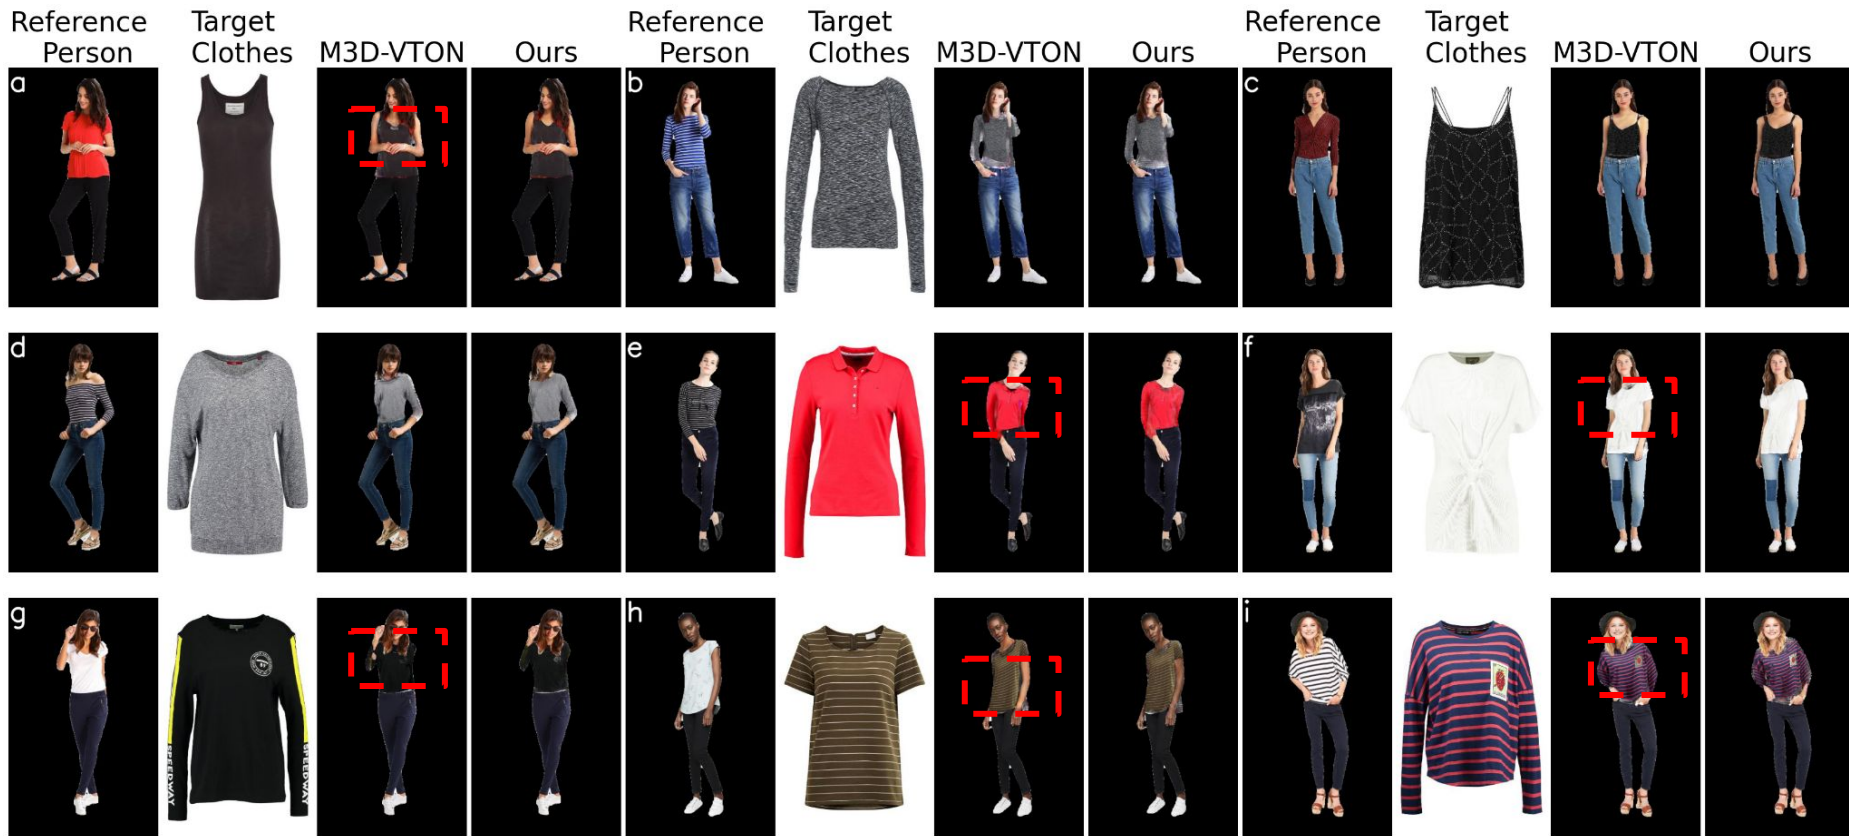 Reference Person Target Clothes M3D-VTON Ours Reference Person Target Clothes M3D-VTON Ours Reference Person Target Clothes M3D-VTON Ours
a b c
d e f
g h i
SPEEDWAY SPEEDWAY